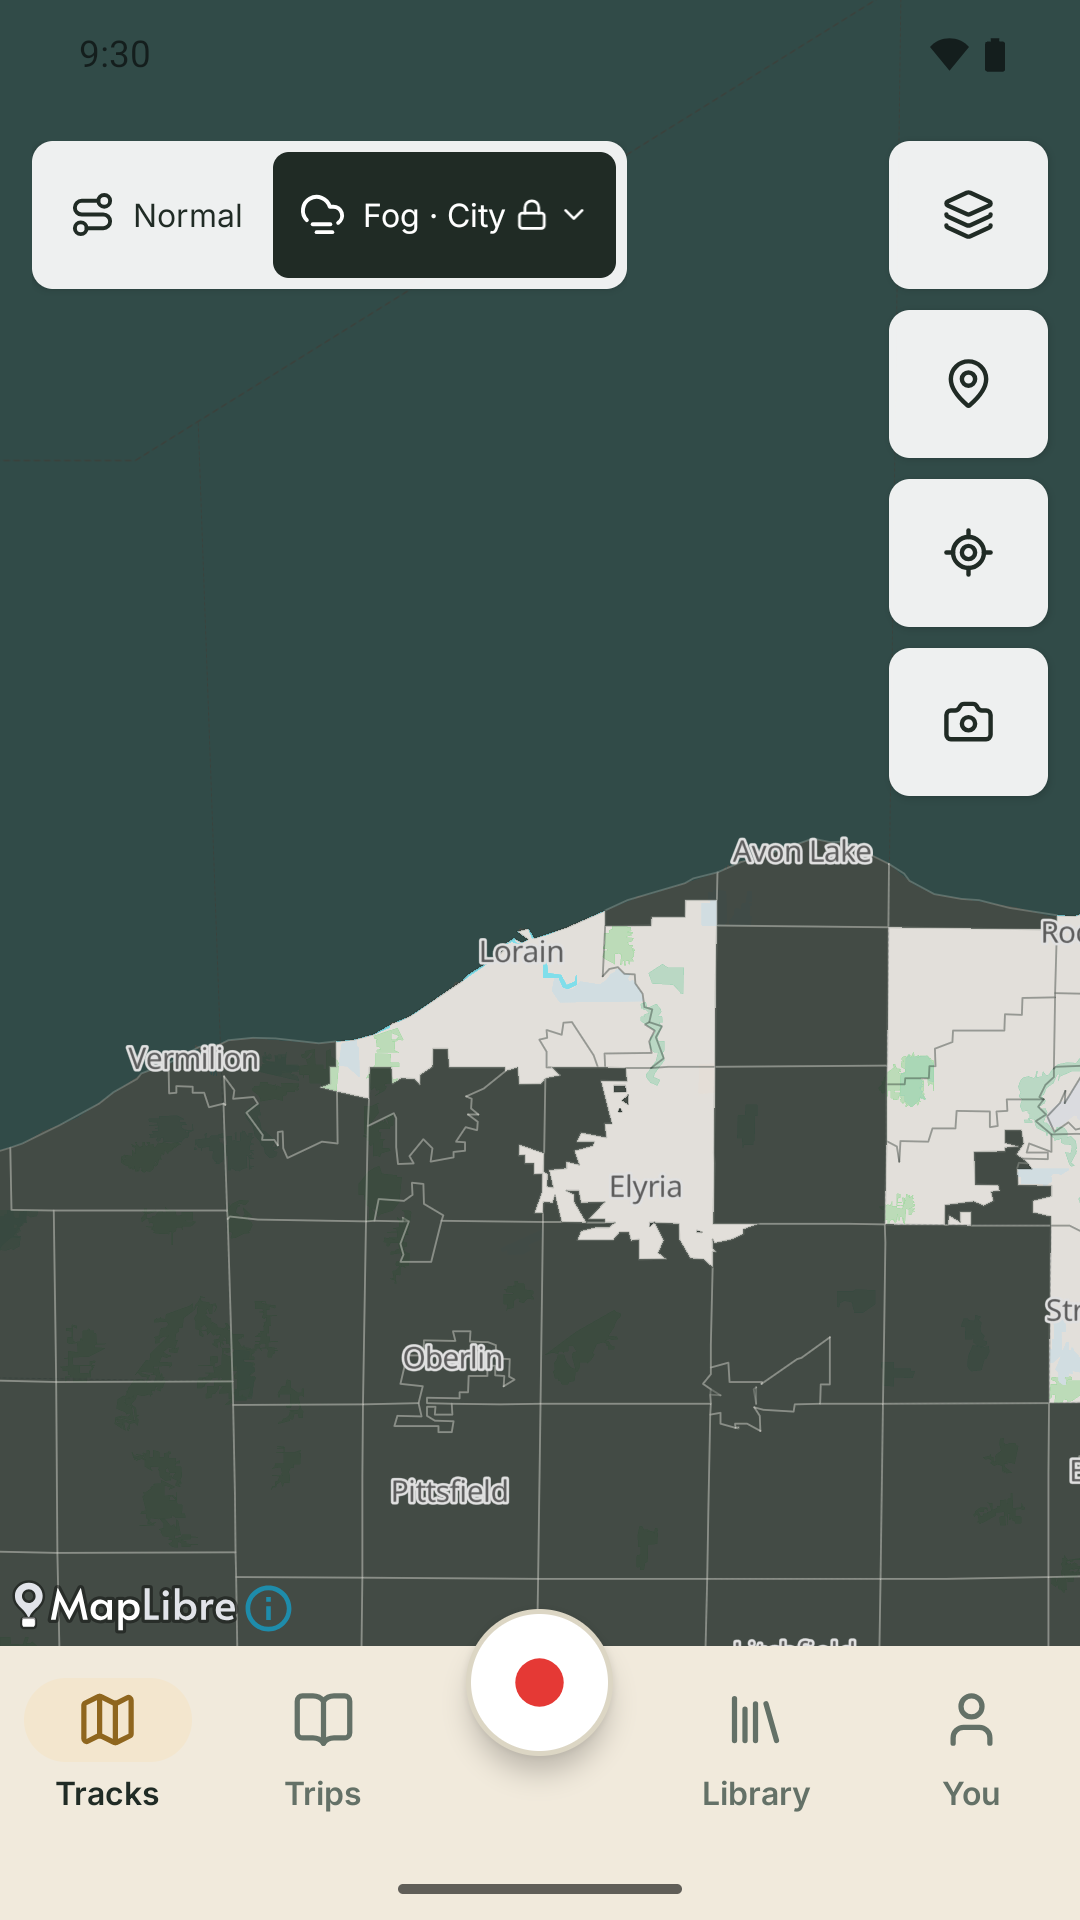 9:30
Normal
Fog · City
Avon Lake
Lorain
Vermilion
Elyria
Oberlin
Pittsfield
MapLibre
Tracks
Trips
Library
You